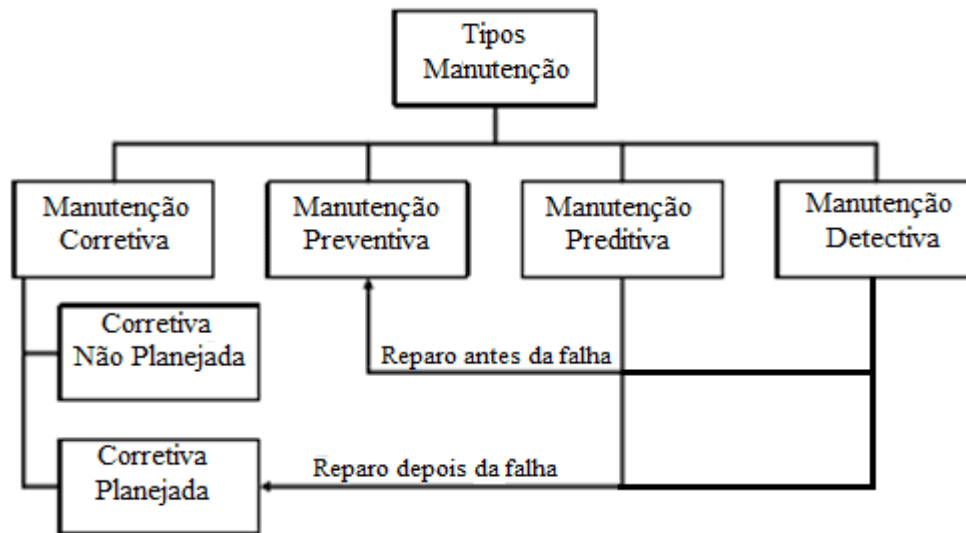 Tipos
Manutenção
Manutenção
Corretiva
Manutenção
Preventiva
Manutenção
Preditiva
Manutenção
Detectiva
Corretiva
Não Planejada
Reparo antes da falha
Corretiva
Planejada
Reparo depois da falha